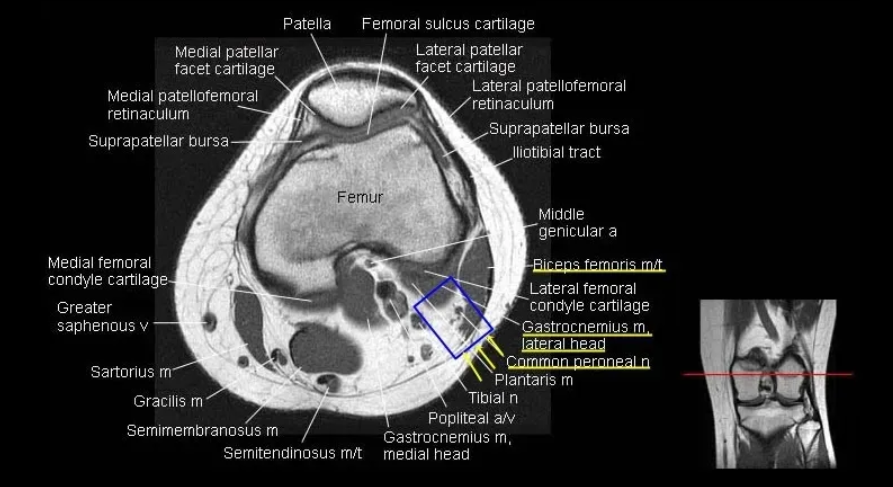 Patella
Femoral sulcus cartilage
Medial patellar
facet cartilage
Lateral patellar
facet cartilage
Medial patellofemoral
retinaculum
Lateral patellofemoral
retinaculum
Suprapatellar bursa
Suprapatellar bursa
Iliotibial tract
Femur
Middle
genicular a
Medial femoral
condyle cartilage
Biceps femoris m/t
Lateral femoral
condyle cartilage
Greater
saphenous v
Gastrocnemius m,
lateral head
Common peroneal n
Sartorius m
Plantaris m
Gracilis m
Tibial n
Popliteal a/v
Semimembranosus m
Gastrocnemius m,
medial head
Semitendinosus m/t